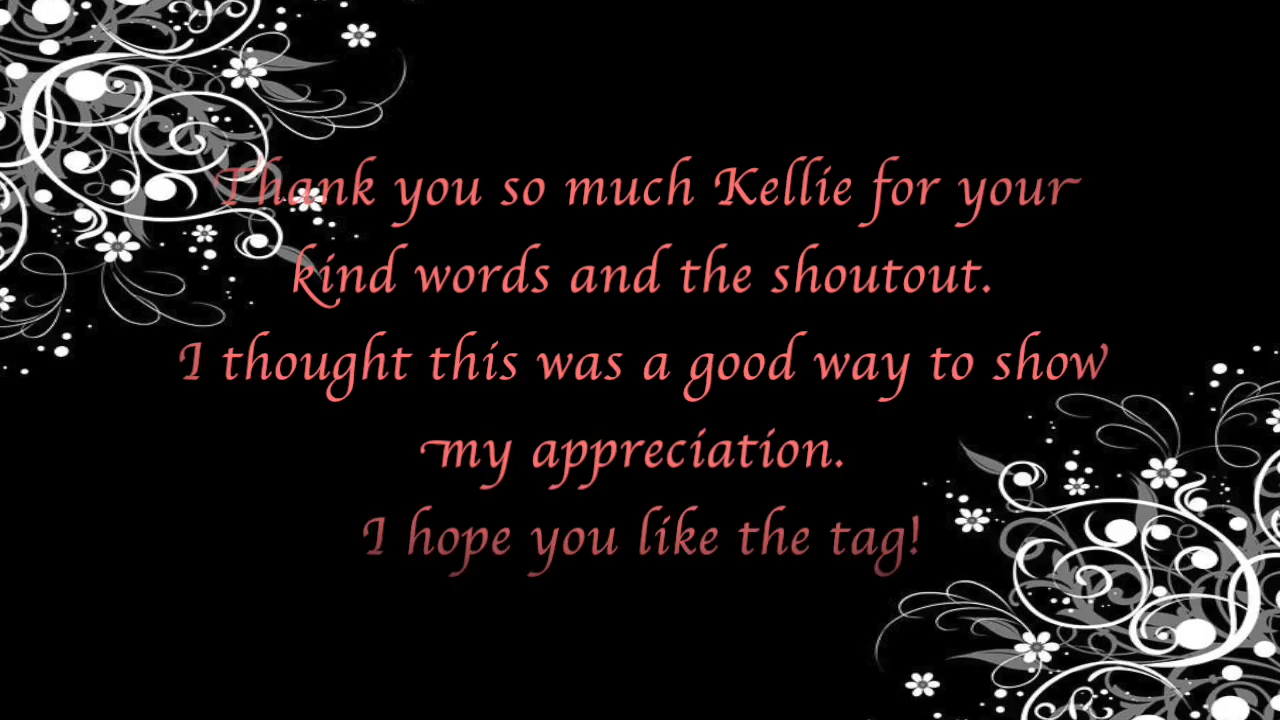 Thank you so much Kellie for your
kind words and the shoutout.
I thought this was a good way to show
my appreciation.
I hope you like the tag!